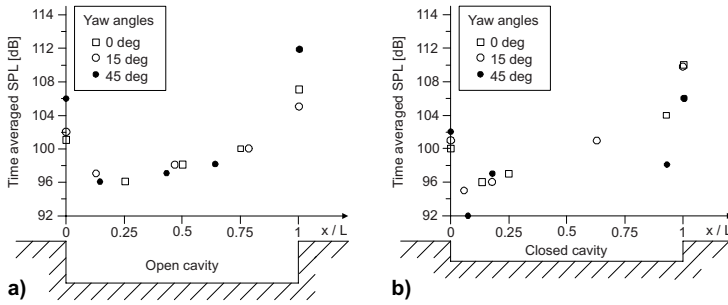 Time averaged SPL [dB]
116
112
108
104
100
96
92
Yaw angles
0 deg
15 deg
45 deg
0
0.25
0.5
0.75
1
x / L
Open cavity
a)
Time averaged SPL [dB]
116
112
108
104
100
96
92
Yaw angles
0 deg
15 deg
45 deg
0
0.25
0.5
0.75
1
x / L
Closed cavity
b)